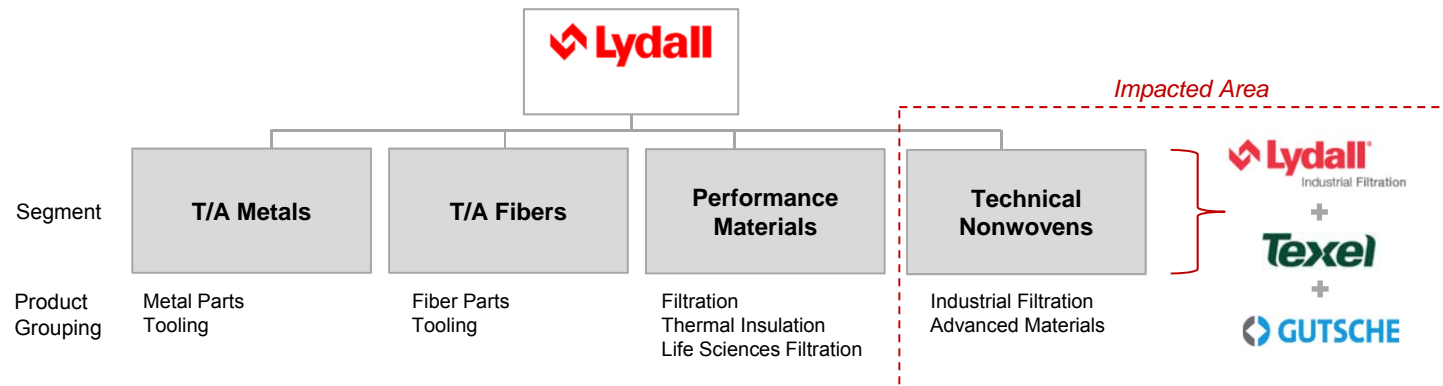 Lydall
Impacted Area
Segment
T/A Metals
T/A Fibers
Performance
Materials
Technical
Nonwovens
Lydall®
Industrial Filtration
+
Texel
+
GUTSCHE
Product
Grouping
Metal Parts
Tooling
Fiber Parts
Tooling
Filtration
Thermal Insulation
Life Sciences Filtration
Industrial Filtration
Advanced Materials